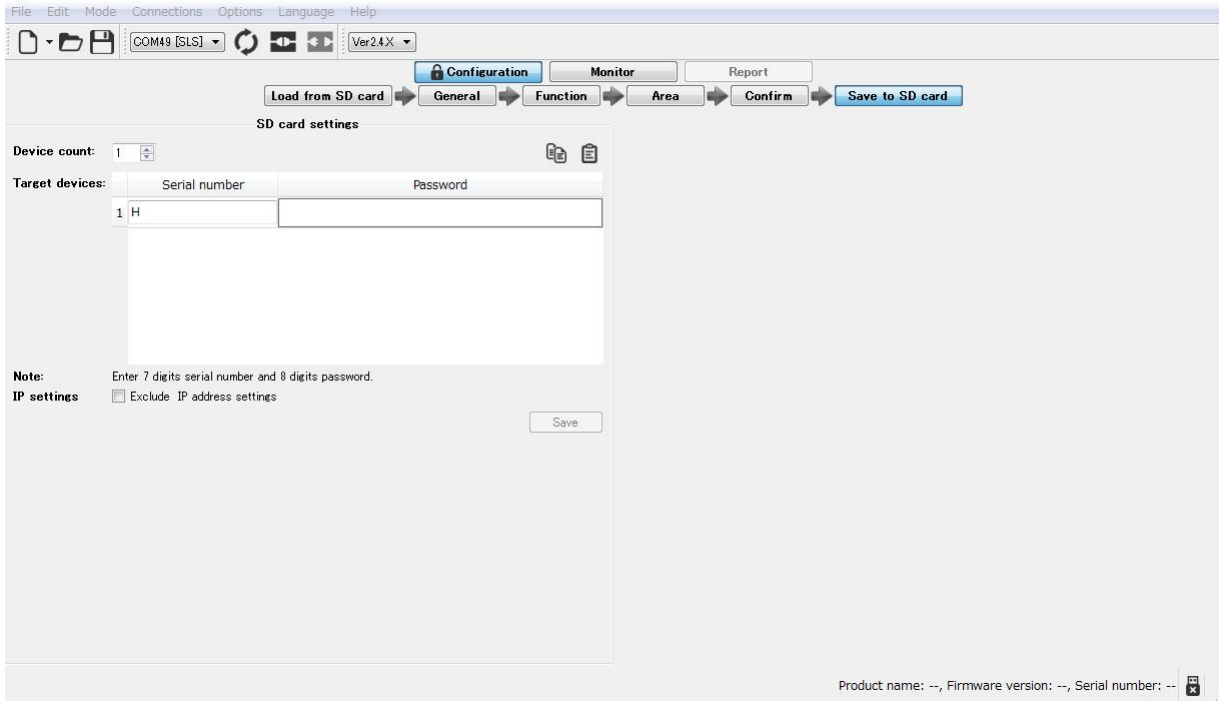 File Edit Mode Connections Options Language Help
COM49 [SLS] Ver2.4.X
Configuration Monitor Report
Load from SD card General Function Area Confirm Save to SD card
SD card settings
Device count: 1
Target devices: Serial number Password
1 H
Note: Enter 7 digits serial number and 8 digits password.
IP settings Exclude IP address settings
Save
Product name: --, Firmware version: --, Serial number: --